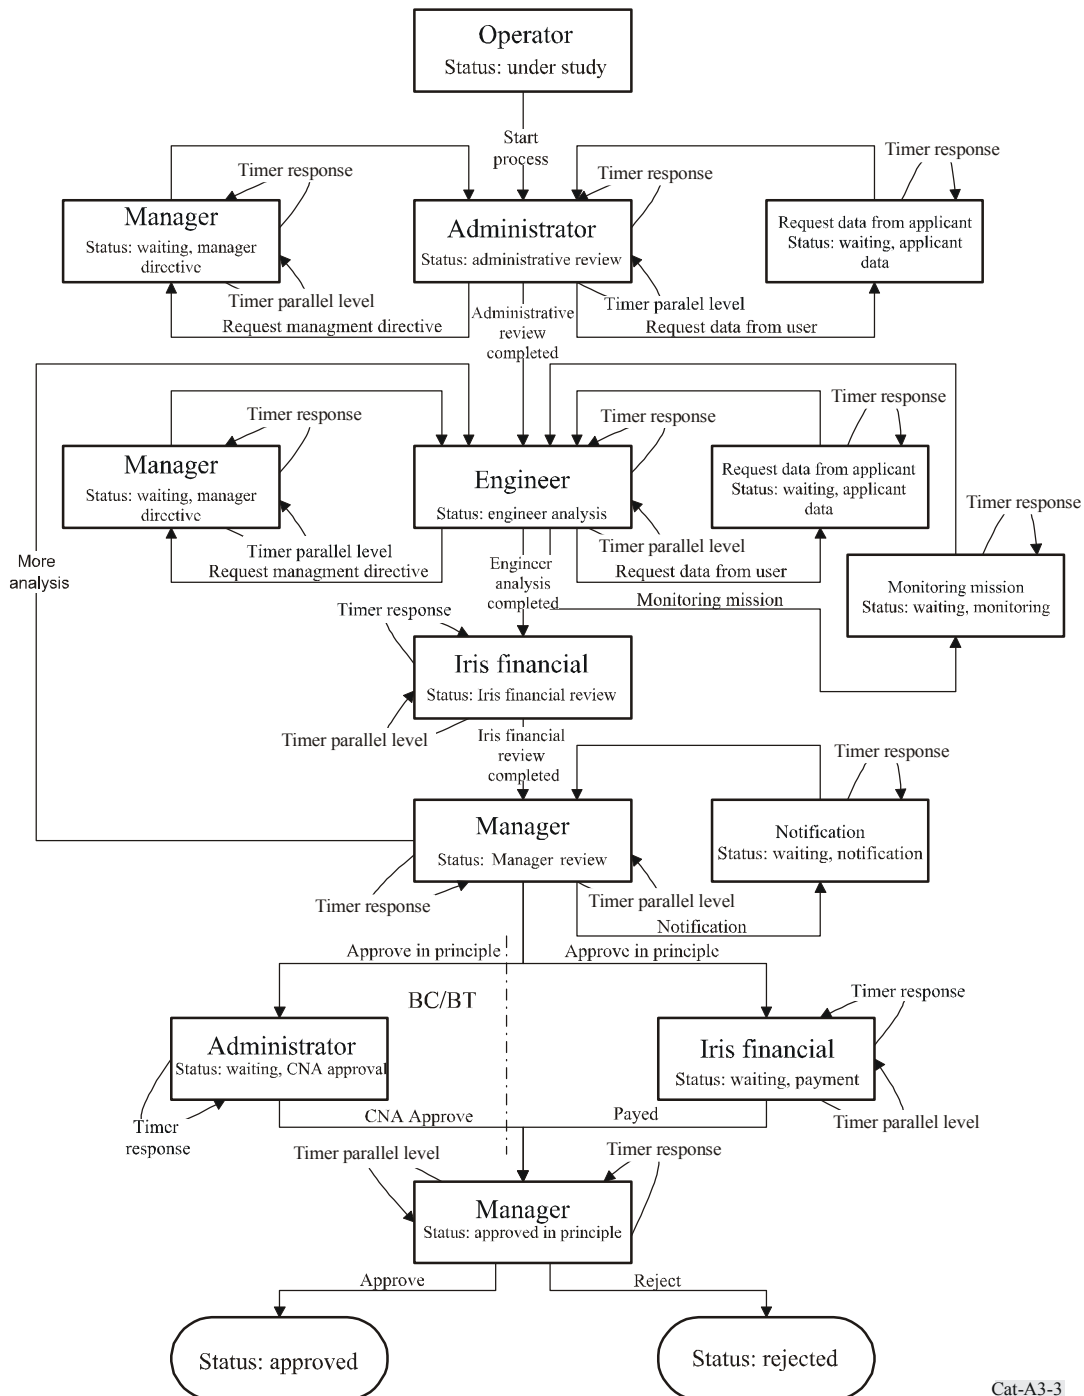 Operator
Status: under study
Start
process
Timer response
Timer response
Timer response
Manager
Status: waiting, manager
directive
Administrator
Status: administrative review
Request data from applicant
Status: waiting, applicant
data
Timer parallel level
Request managment directive
Administrative
review
completed
Timer paralel level
Request data from user
Timer response
Timer response
Timer response
Manager
Status: waiting, manager
directive
Engineer
Status: engineer analysis
Request data from applicant
Status: waiting, applicant
data
Timer response
More
analysis
Timer parallel level
Request managment directive
Engineer
analysis
completed
Timer parallel level
Request data from user
Monitoring mission
Monitoring mission
Status: waiting, monitoring
Timer response
Iris financial
Status: Iris financial review
Timer parallel level
Iris financial
review
completed
Timer response
Manager
Status: Manager review
Notification
Status: waiting, notification
Timer response
Timer parallel level
Notification
Approve in principle
Approve in principle
BC/BT
Timer response
Administrator
Status: waiting, CNA approval
Iris financial
Status: waiting, payment
Timer
response
CNA Approve
Payed
Timer parallel level
Timer parallel level
Timer response
Manager
Status: approved in principle
Approve
Reject
Status: approved
Status: rejected
Cat-A3-3